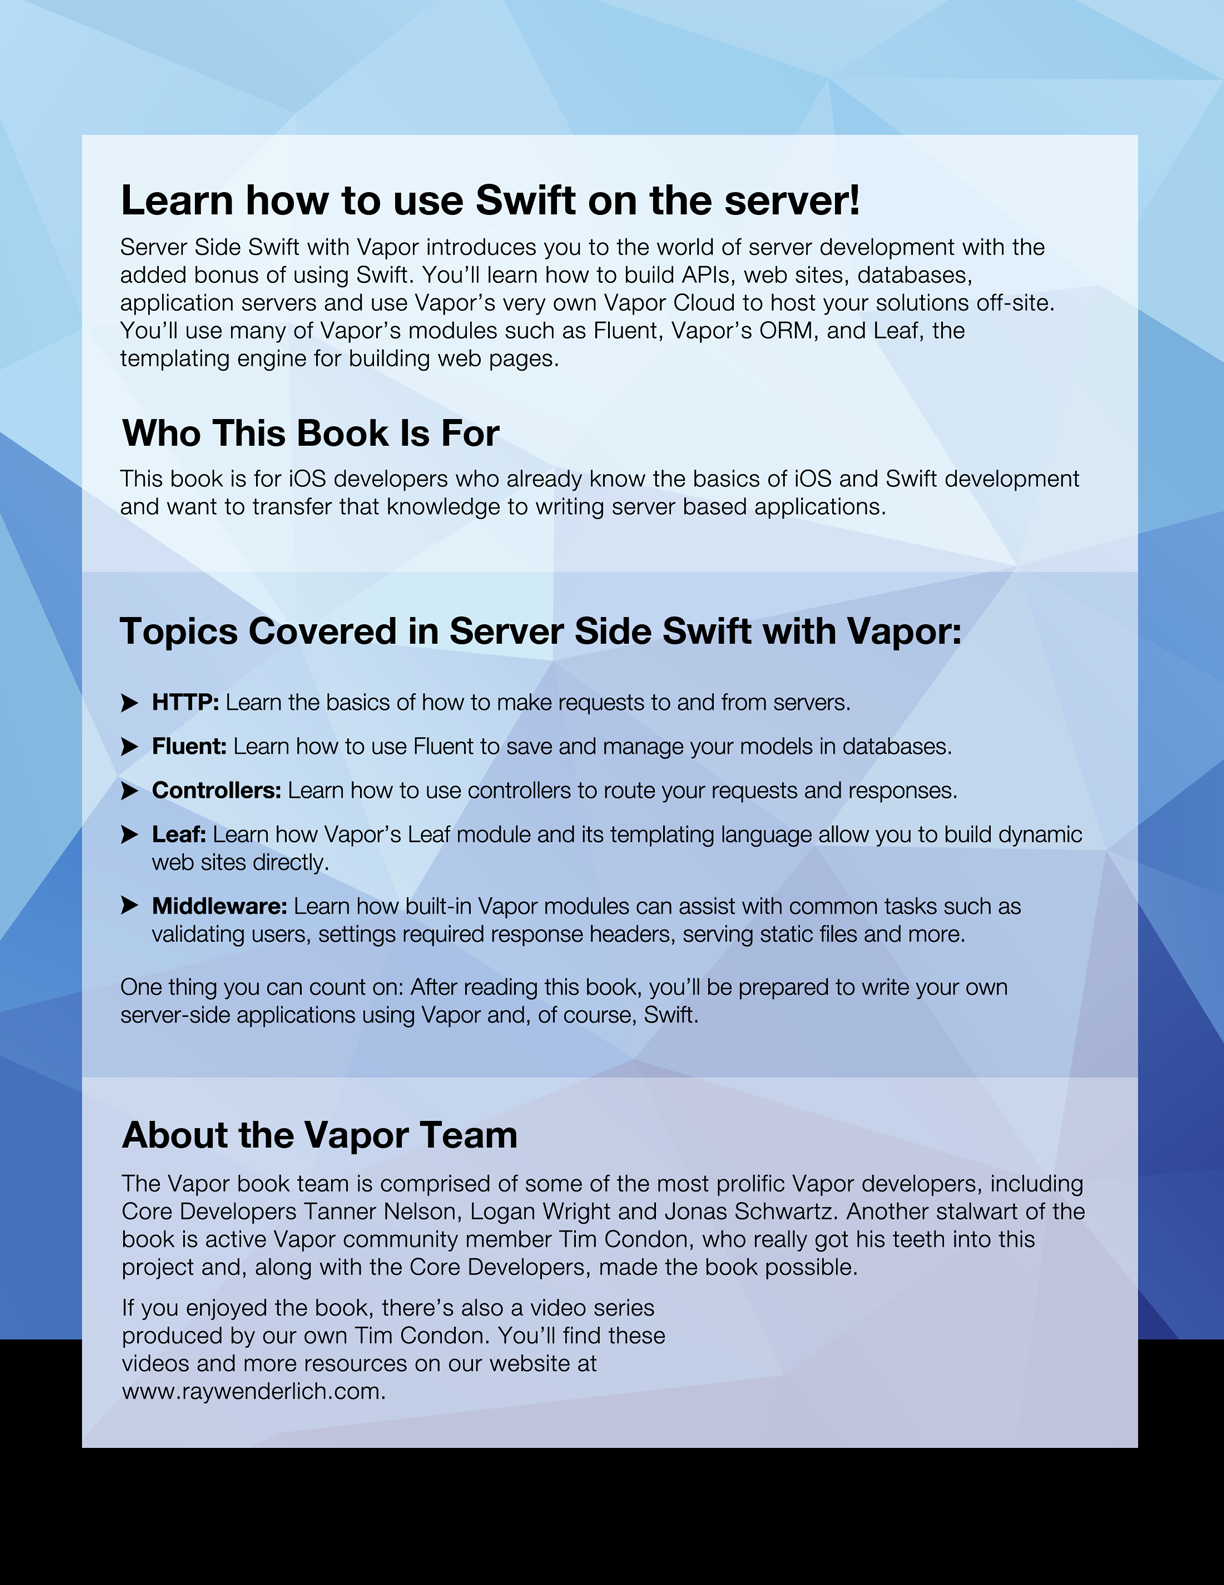 Learn how to use Swift on the server!
Server Side Swift with Vapor introduces you to the world of server development with the
added bonus of using Swift. You’ll learn how to build APIs, web sites, databases,
application servers and use Vapor’s very own Vapor Cloud to host your solutions off-site.
You’ll use many of Vapor’s modules such as Fluent, Vapor’s ORM, and Leaf, the
templating engine for building web pages.
Who This Book Is For
This book is for iOS developers who already know the basics of iOS and Swift development
and want to transfer that knowledge to writing server based applications.
Topics Covered in Server Side Swift with Vapor:
➤ HTTP: Learn the basics of how to make requests to and from servers.
➤ Fluent: Learn how to use Fluent to save and manage your models in databases.
➤ Controllers: Learn how to use controllers to route your requests and responses.
➤ Leaf: Learn how Vapor’s Leaf module and its templating language allow you to build dynamic
web sites directly.
➤ Middleware: Learn how built-in Vapor modules can assist with common tasks such as
validating users, settings required response headers, serving static files and more.
One thing you can count on: After reading this book, you’ll be prepared to write your own
server-side applications using Vapor and, of course, Swift.
About the Vapor Team
The Vapor book team is comprised of some of the most prolific Vapor developers, including
Core Developers Tanner Nelson, Logan Wright and Jonas Schwartz. Another stalwart of the
book is active Vapor community member Tim Condon, who really got his teeth into this
project and, along with the Core Developers, made the book possible.
If you enjoyed the book, there’s also a video series
produced by our own Tim Condon. You’ll find these
videos and more resources on our website at
www.raywenderlich.com.